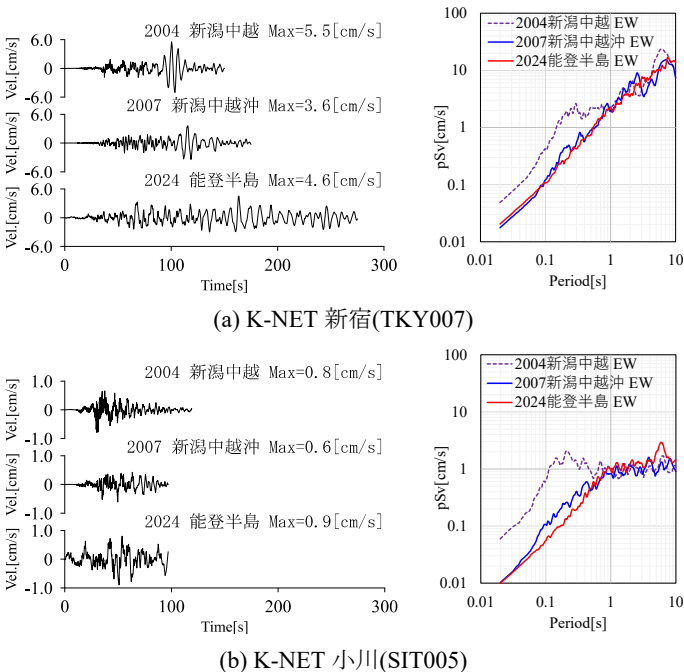 2004 新潟中越 Max=5.5[cm/s]
6.0
0
-6.0
Vel.[cm/s]
2007 新潟中越沖 Max=3.6[cm/s]
6.0
0
Vel.[cm/s]
2024 能登半島 Max=4.6[cm/s]
6.0
0
-6.0
Vel.[cm/s]
0
100
200
300
Time[s]
2004新潟中越 EW
2007新潟中越沖 EW
2024能登半島 EW
100
10
1
0.1
0.01
pSv[cm/s]
0.01
0.1
1
10
Period[s]
(a) K-NET 新宿(TKY007)
2004 新潟中越 Max=0.8[cm/s]
1.0
0
-1.0
Vel.[cm/s]
2007 新潟中越沖 Max=0.6[cm/s]
1.0
0
-1.0
Vel.[cm/s]
2024 能登半島 Max=0.9[cm/s]
0
-1.0
Vel.[cm/s]
0
100
200
300
Time[s]
2004新潟中越 EW
2007新潟中越沖 EW
2024能登半島 EW
100
10
1
0.1
0.01
pSv[cm/s]
0.01
0.1
1
10
Period[s]
(b) K-NET 小川(SIT005)